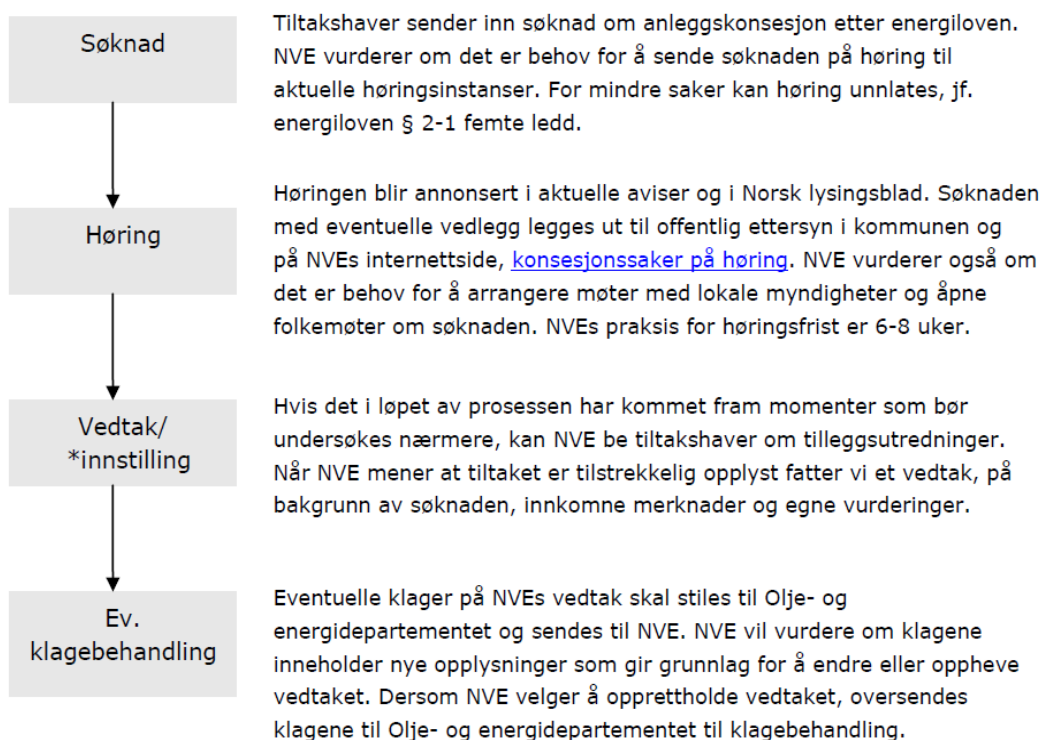 Søknad
Tiltakshaver sender inn søknad om anleggskonsesjon etter energiloven.
NVE vurderer om det er behov for å sende søknaden på høring til
aktuelle høringsinstanser. For mindre saker kan høring unnlates, jf.
energiloven § 2-1 femte ledd.
Høring
Høringen blir annonsert i aktuelle aviser og i Norsk lysingsblad. Søknaden
med eventuelle vedlegg legges ut til offentlig ettersyn i kommunen og
på NVEs internettside, konsesjonssaker på høring. NVE vurderer også om
det er behov for å arrangere møter med lokale myndigheter og åpne
folkemøter om søknaden. NVEs praksis for høringsfrist er 6-8 uker.
Vedtak/
*innstilling
Hvis det i løpet av prosessen har kommet fram momenter som bør
undersøkes nærmere, kan NVE be tiltakshaver om tilleggsutredninger.
Når NVE mener at tiltaket er tilstrekkelig opplyst fatter vi et vedtak, på
bakgrunn av søknaden, innkomne merknader og egne vurderinger.
Ev.
klagebehandling
Eventuelle klager på NVEs vedtak skal stiles til Olje- og
energidepartementet og sendes til NVE. NVE vil vurdere om klagene
inneholder nye opplysninger som gir grunnlag for å endre eller oppheve
vedtaket. Dersom NVE velger å opprettholde vedtaket, oversendes
klagene til Olje- og energidepartementet til klagebehandling.